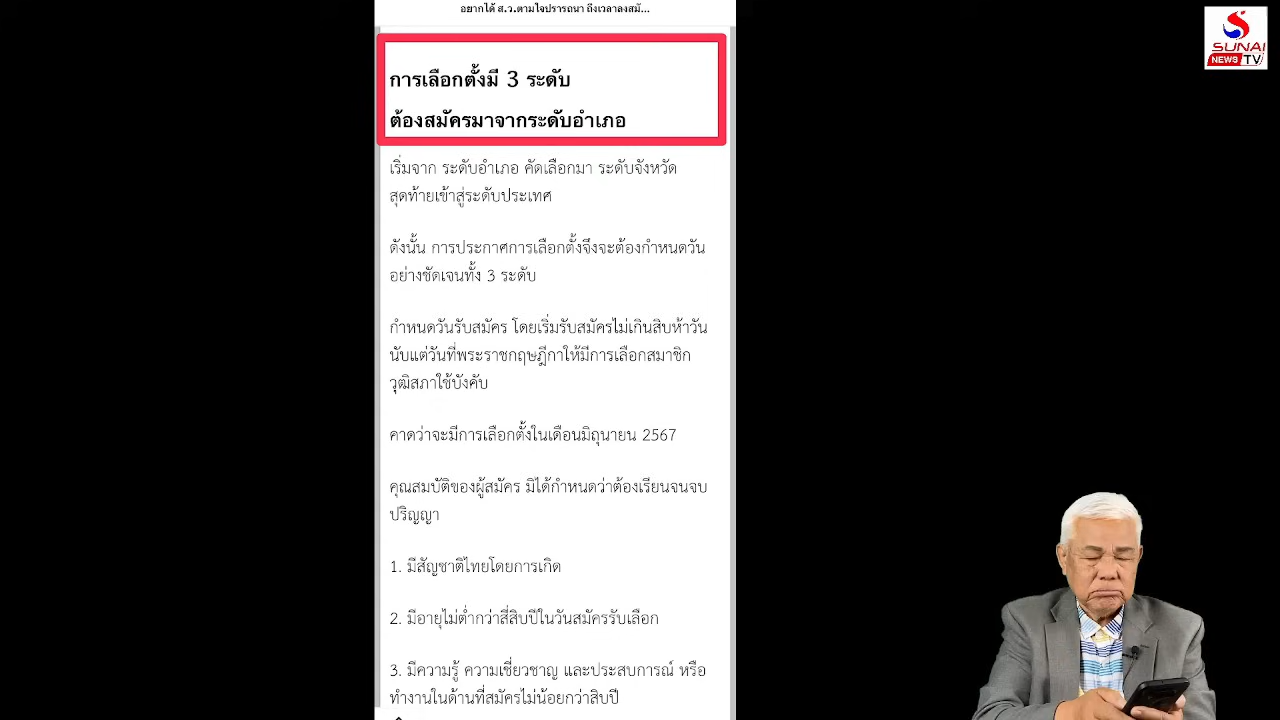 อยากได้ ส.ว.ตามใจปรารถนา ถึงเวลาลงสมั...
SUNAI
NEWS TV
การเลือกตั้งมี 3 ระดับ
ต้องสมัครมาจากระดับอำเภอ
เริ่มจาก ระดับอำเภอ คัดเลือกมา ระดับจังหวัด
สุดท้ายเข้าสู่ระดับประเทศ
ดังนั้น การประกาศการเลือกตั้งจึงจะต้องกำหนดวัน
อย่างชัดเจนทั้ง 3 ระดับ
กำหนดวันรับสมัคร โดยเริ่มรับสมัครไม่เกินสิบห้าวัน
นับแต่วันที่พระราชกฤษฎีกาให้มีการเลือกสมาชิก
วุฒิสภาใช้บังคับ
คาดว่าจะมีการเลือกตั้งในเดือนมิถุนายน 2567
คุณสมบัติของผู้สมัคร มิได้กำหนดว่าต้องเรียนจนจบ
ปริญญา
1. มีสัญชาติไทยโดยการเกิด
2. มีอายุไม่ต่ำกว่าสี่สิบปีในวันสมัครรับเลือก
3. มีความรู้ ความเชี่ยวชาญ และประสบการณ์ หรือ
ทำงานในด้านที่สมัครไม่น้อยกว่าสิบปี